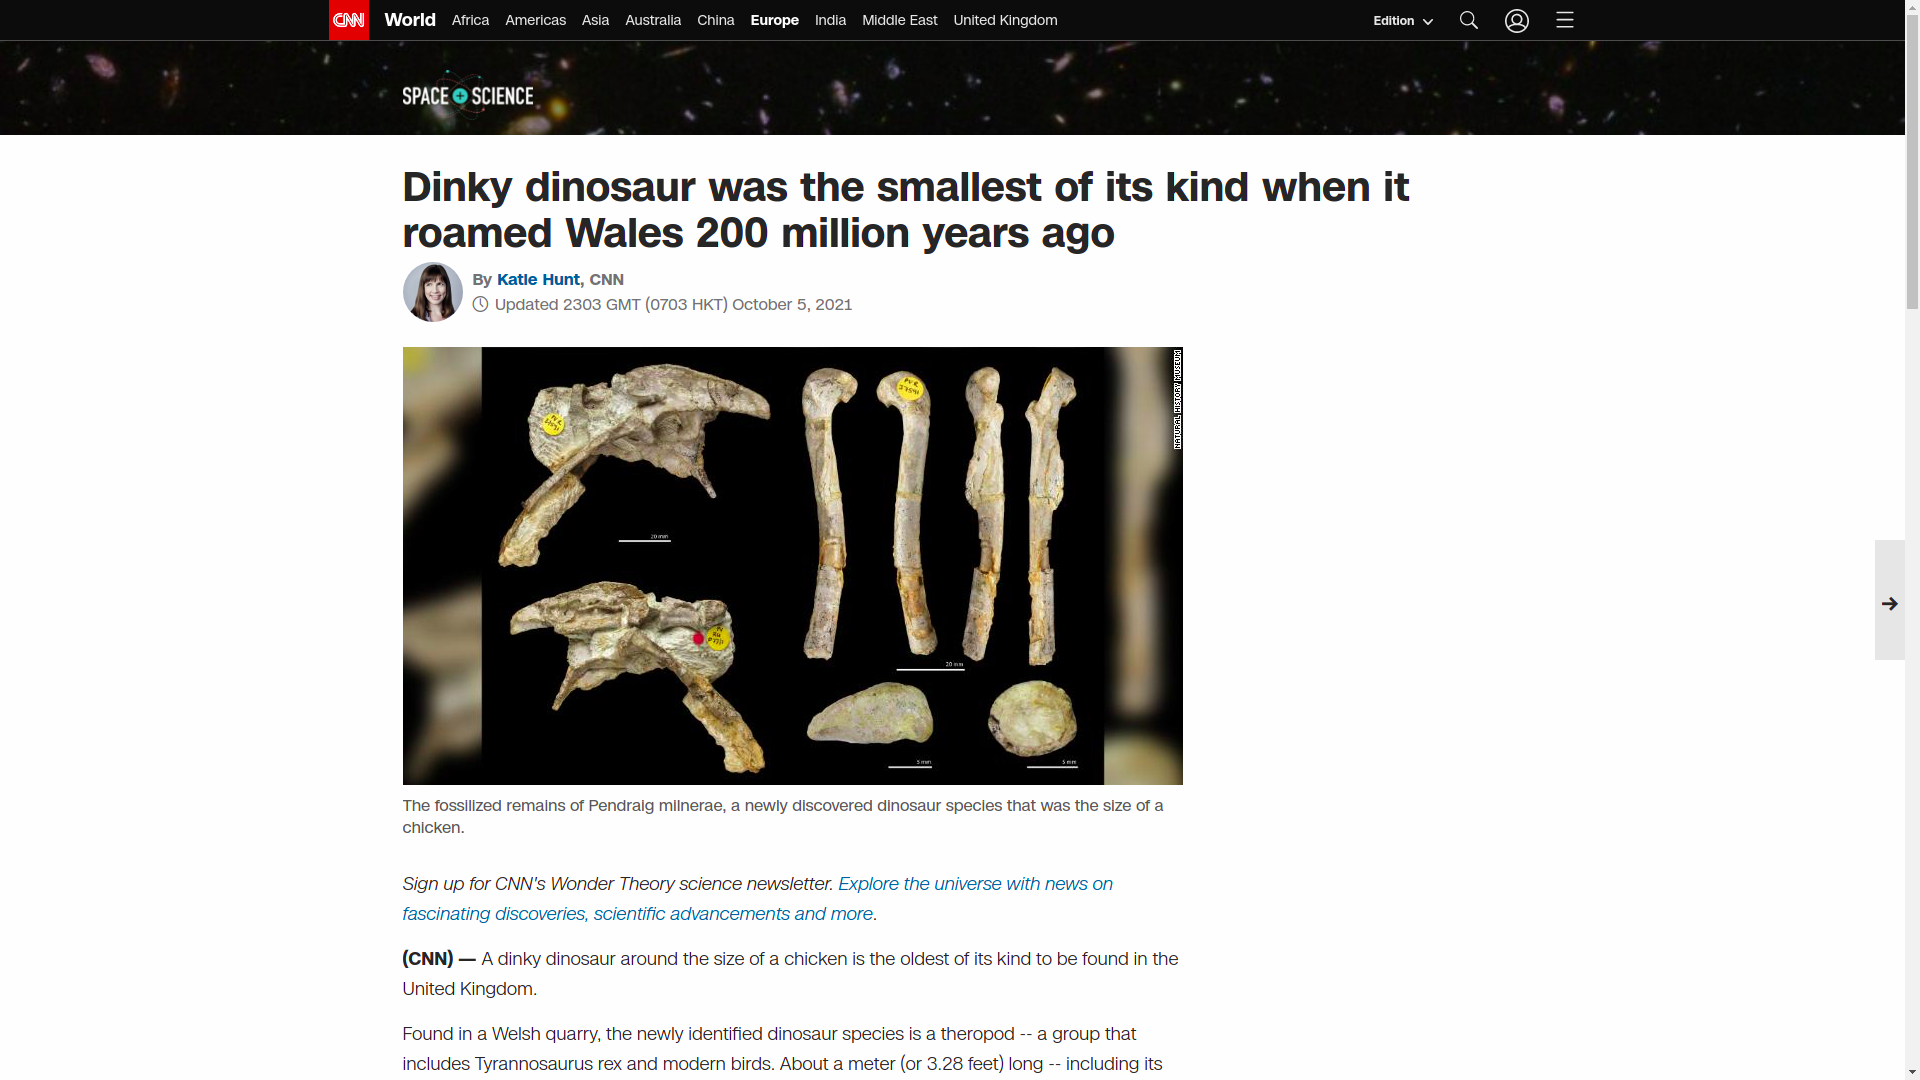 CNN World Africa Americas Asia Australia China Europe India Middle East United Kingdom Edition
SPACE + SCIENCE
Dinky dinosaur was the smallest of its kind when it
roamed Wales 200 million years ago
By Katie Hunt, CNN
Updated 2303 GMT (0703 HKT) October 5, 2021
NATURAL HISTORY MUSEUM
20 mm
20 mm
5 mm
5 mm
The fossilized remains of Pendraig milnerae, a newly discovered dinosaur species that was the size of a
chicken.
Sign up for CNN's Wonder Theory science newsletter. Explore the universe with news on
fascinating discoveries, scientific advancements and more.
(CNN) — A dinky dinosaur around the size of a chicken is the oldest of its kind to be found in the
United Kingdom.
Found in a Welsh quarry, the newly identified dinosaur species is a theropod -- a group that
includes Tyrannosaurus rex and modern birds. About a meter (or 3.28 feet) long -- including its